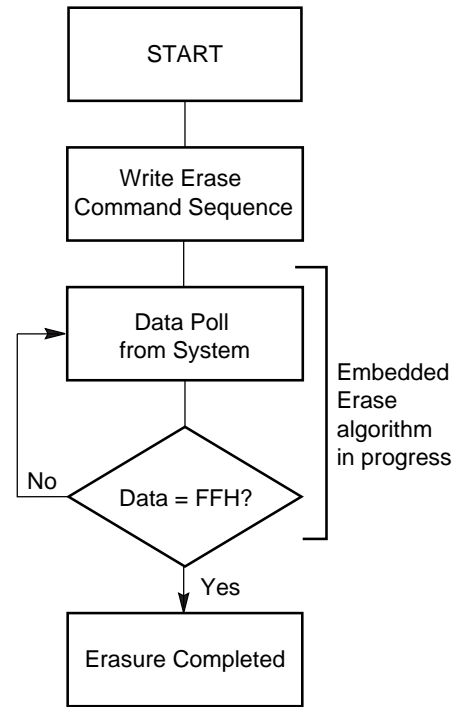 START
Write Erase
Command Sequence
Data Poll
from System
Embedded
Erase
algorithm
in progress
No
Data = FFH?
Yes
Erasure Completed